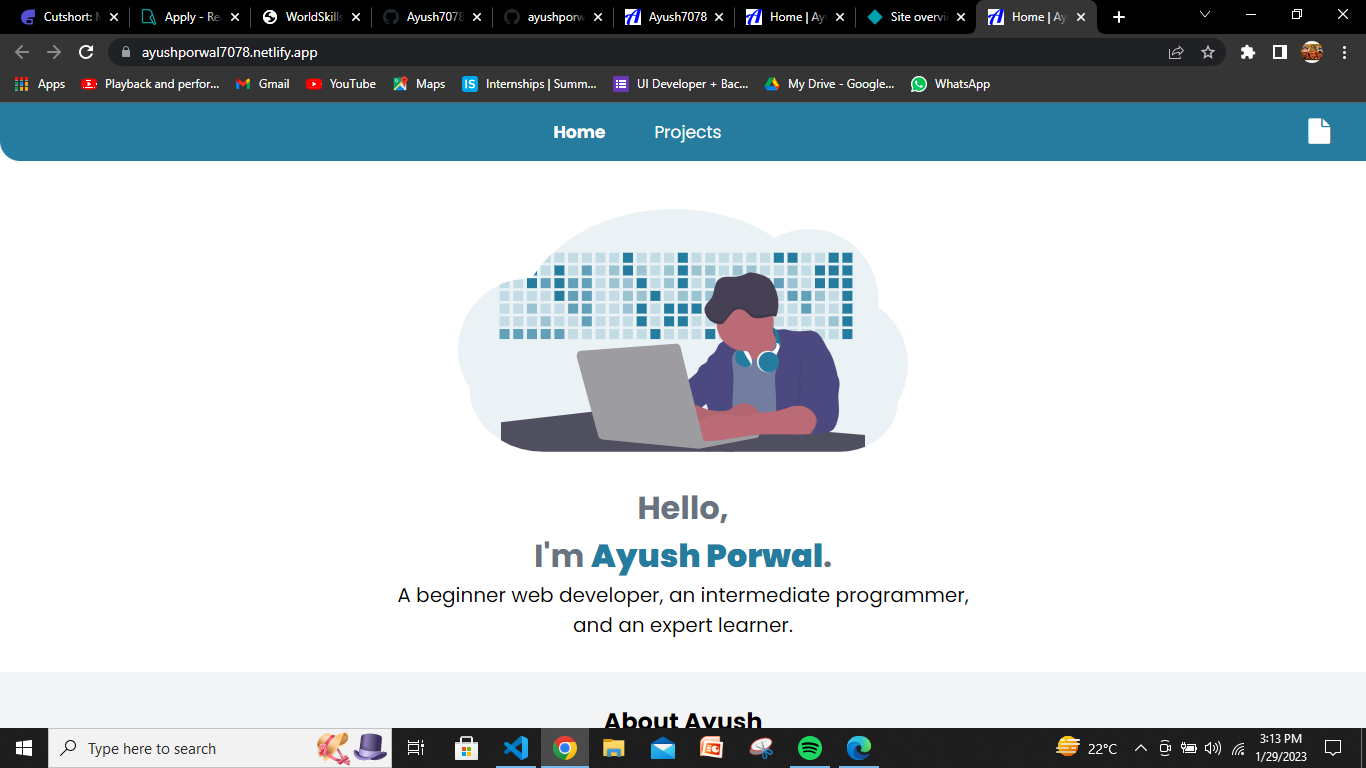 Cutshort: N
Apply - Re
WorldSkills
Ayush7078
ayushporw
Ayush7078
Home | Ay
Site overvi
Home | Ay
ayushporwal7078.netlify.app
Apps
Playback and perfor...
Gmail
YouTube
Maps
IS
Internships | Summ...
UI Developer + Bac...
My Drive - Google...
WhatsApp
Home
Projects
Hello,
I'm Ayush Porwal.
A beginner web developer, an intermediate programmer,
and an expert learner.
About Ayush
Type here to search
22°C
3:13 PM
1/29/2023